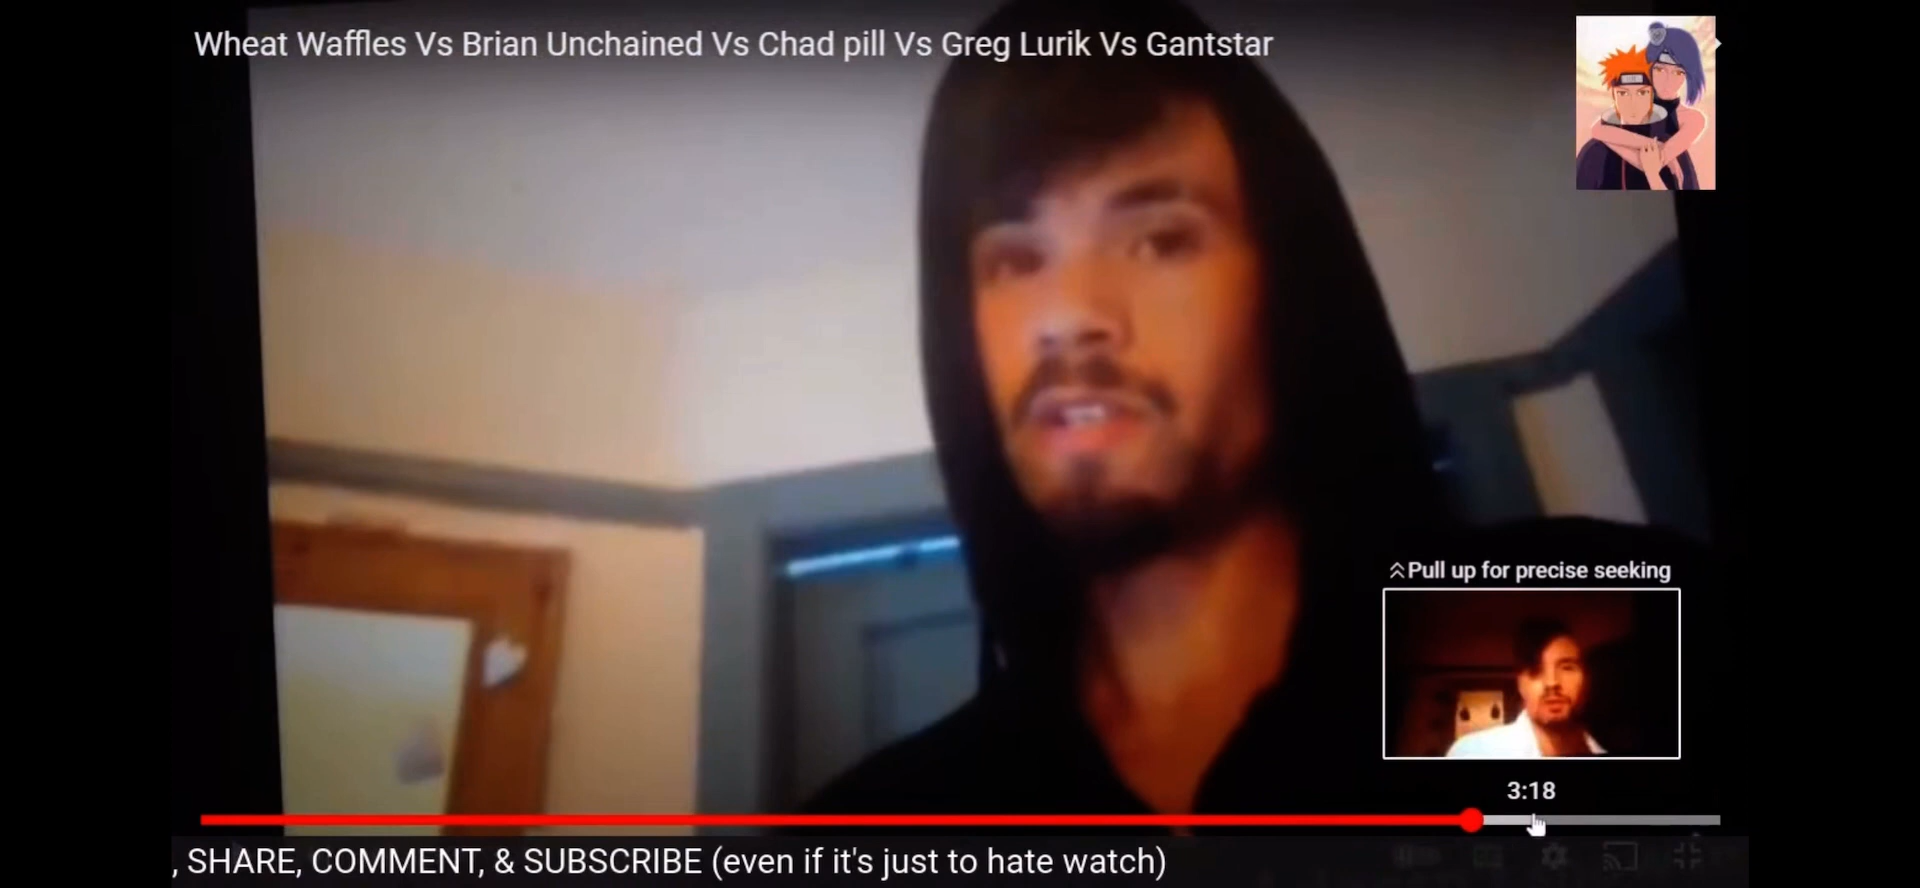 Wheat Waffles Vs Brian Unchained Vs Chad pill Vs Greg Lurik Vs Gantstar
Pull up for precise seeking
3:18
, SHARE, COMMENT, & SUBSCRIBE (even if it's just to hate watch)